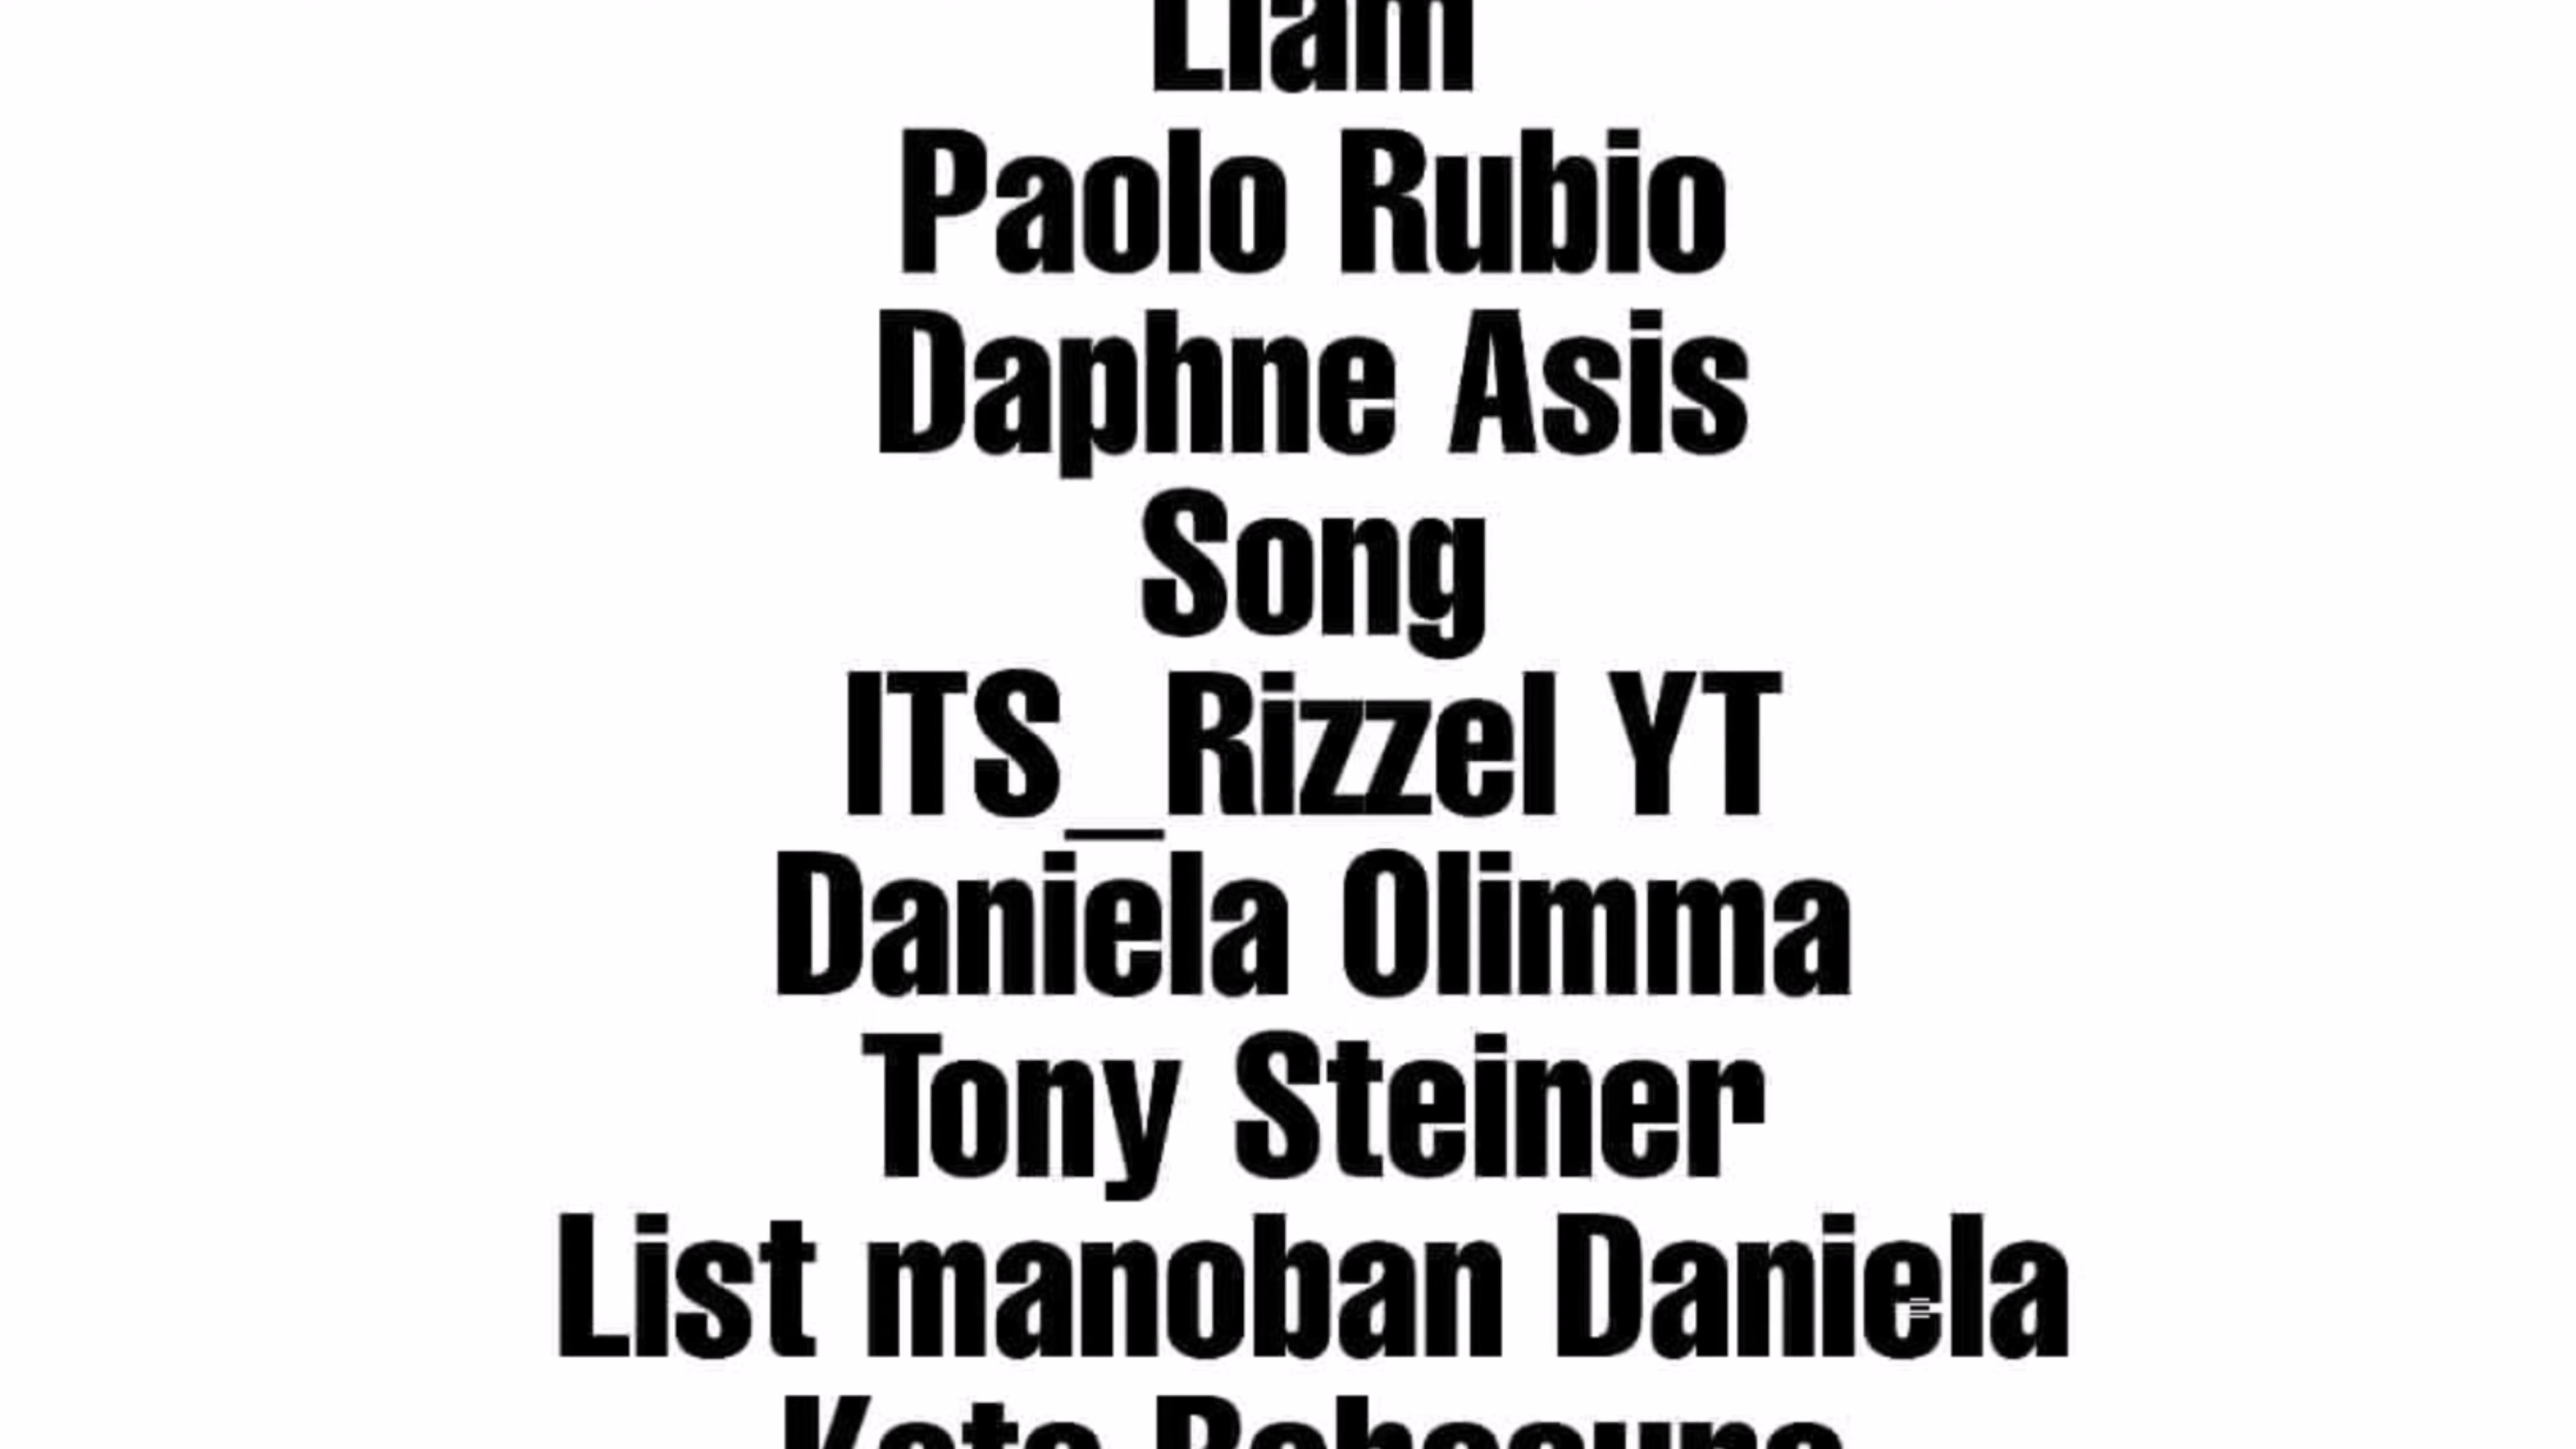 Liam
Paolo Rubio
Daphne Asis
Song
ITS_Rizzel YT
Daniela Olimma
Tony Steiner
List manoban Daniela